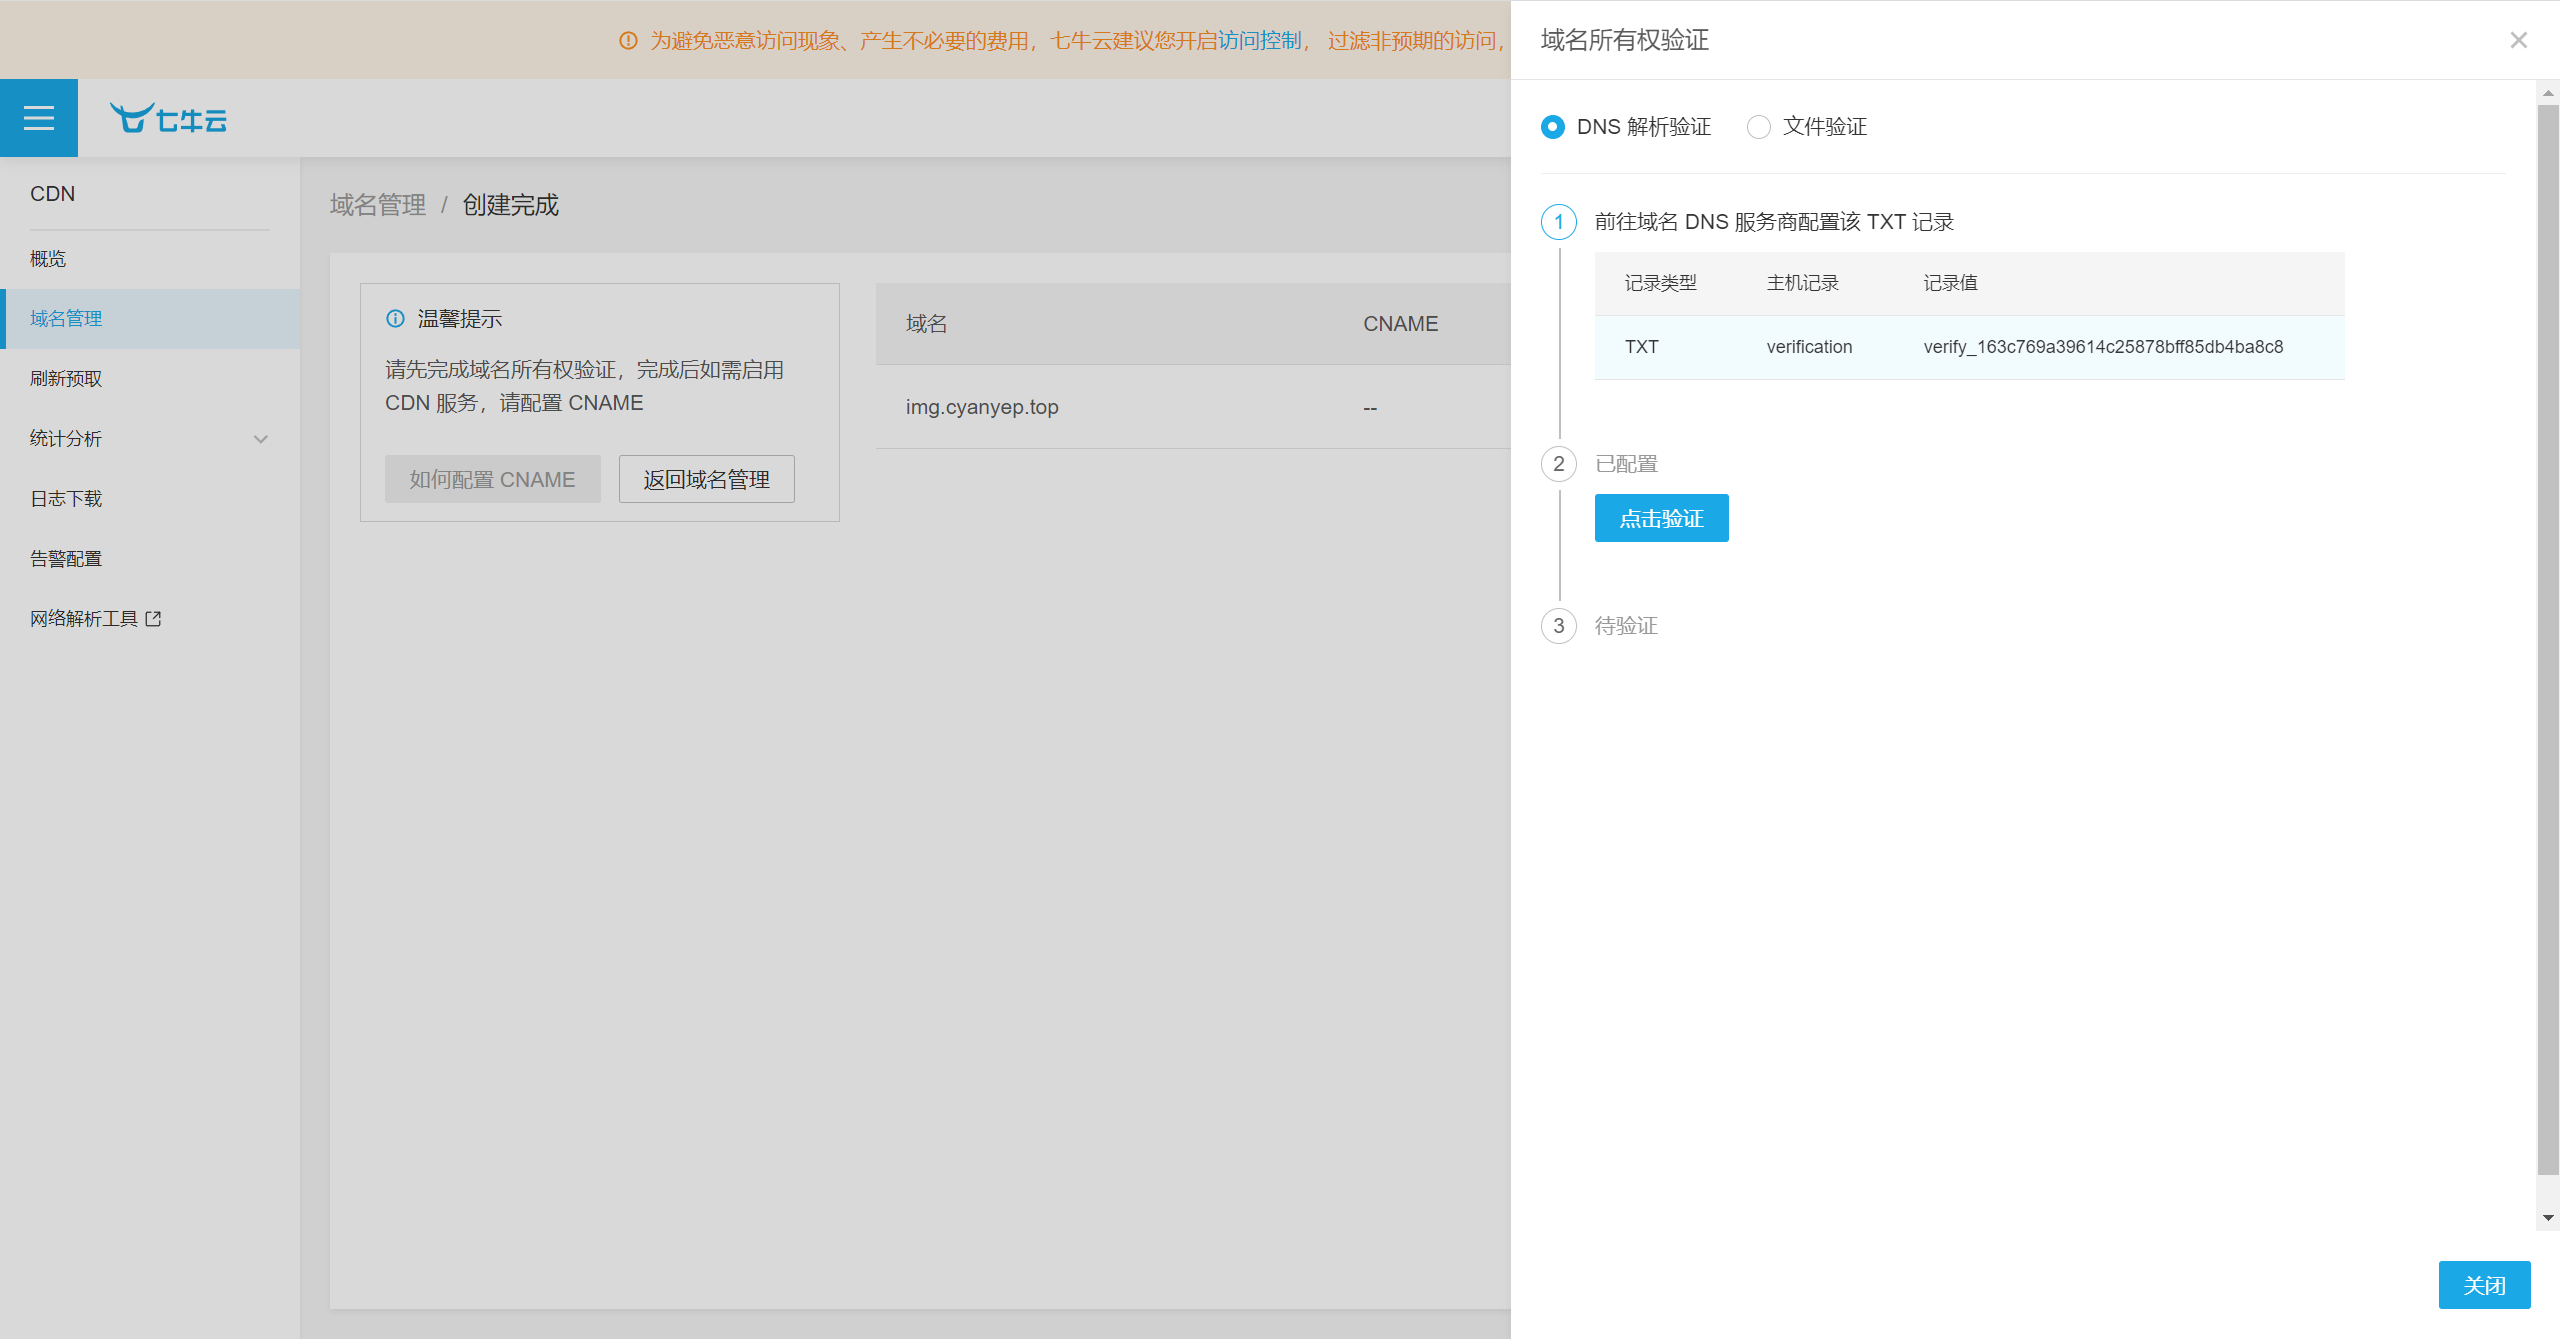 为避免恶意访问现象、产生不必要的费用，七牛云建议您开启访问控制， 过滤非预期的访问，
七牛云
CDN
概览
域名管理
刷新预取
统计分析
日志下载
告警配置
网络解析工具
域名管理 / 创建完成
温馨提示
请先完成域名所有权验证，完成后如需启用
CDN 服务，请配置 CNAME
如何配置 CNAME 返回域名管理
域名 CNAME
img.cyanyep.top --
域名所有权验证
DNS 解析验证 文件验证
1 前往域名 DNS 服务商配置该 TXT 记录
记录类型 主机记录 记录值
TXT verification verify_163c769a39614c25878bff85db4ba8c8
2 已配置
点击验证
3 待验证
关闭